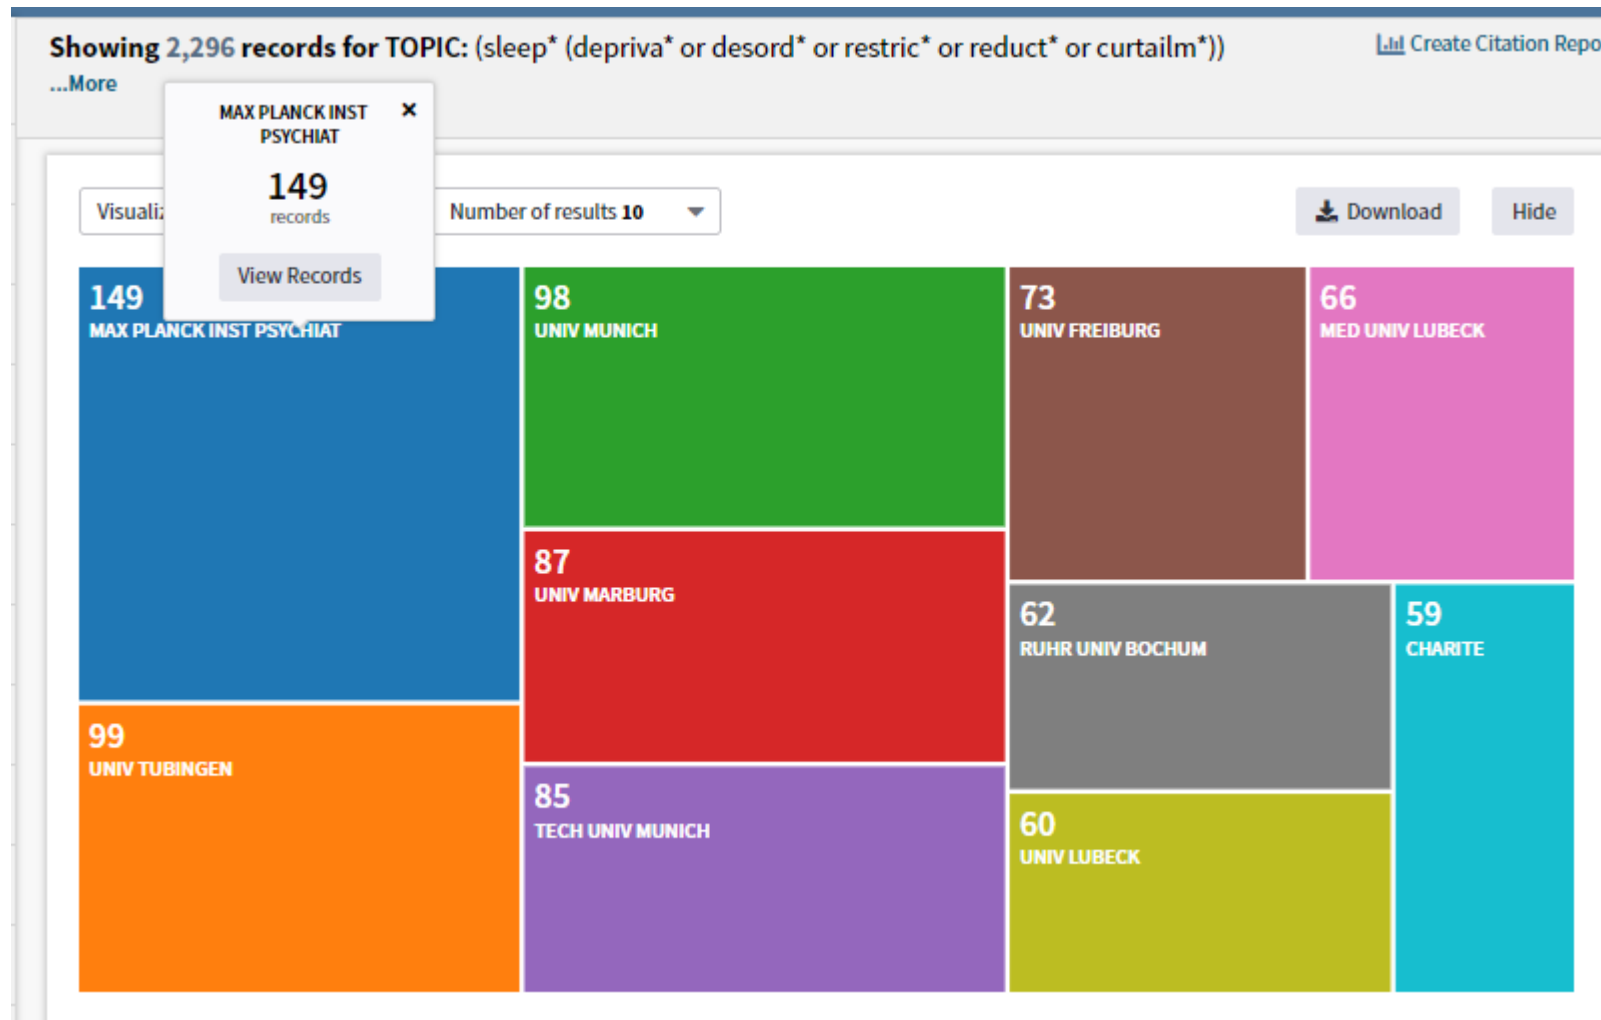 Showing 2,296 records for TOPIC: (sleep* (depriva* or desord* or restric* or reduct* or curtailm*))
...More
Create Citation Repo
MAX PLANCK INST
PSYCHIAT
149
records
View Records
Visualiz
Number of results 10
Download
Hide
149
MAX PLANCK INST PSYCHIAT
98
UNIV MUNICH
73
UNIV FREIBURG
66
MED UNIV LUBECK
87
UNIV MARBURG
62
RUHR UNIV BOCHUM
59
CHARITE
99
UNIV TUBINGEN
85
TECH UNIV MUNICH
60
UNIV LUBECK